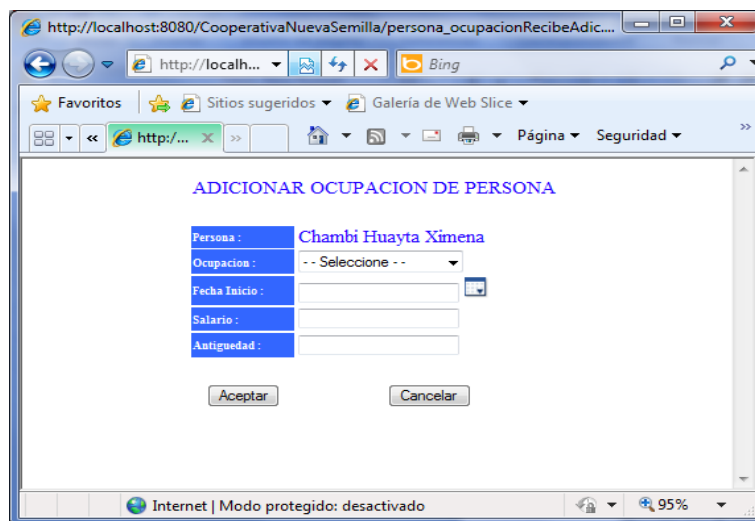 http://localhost:8080/CooperativaNuevaSemilla/persona_ocupacionRecibeAdic....
http://localh...
Bing
Favoritos
Sitios sugeridos
Galería de Web Slice
http:/...
Página
Seguridad
ADICIONAR OCUPACION DE PERSONA
Persona : Chambi Huayta Ximena
Ocupacion : - - Seleccione - -
Fecha Inicio :
Salario :
Antiguedad :
Aceptar Cancelar
Internet | Modo protegido: desactivado 95%